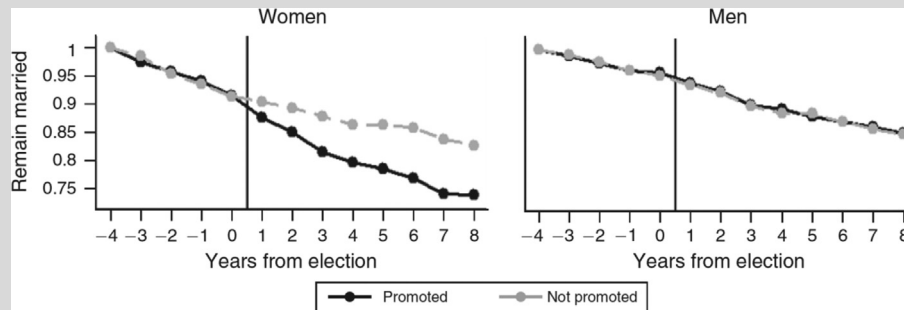 Women
Men
Remain married
1
0.95
0.9
0.85
0.8
0.75
−4 −3 −2 −1 0 1 2 3 4 5 6 7 8
−4 −3 −2 −1 0 1 2 3 4 5 6 7 8
Years from election
Years from election
Promoted
Not promoted